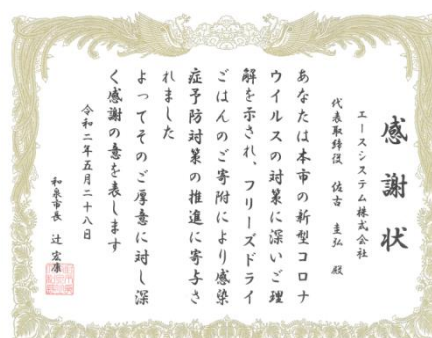 感謝状
エースシステム株式会社
代表取締役 佐古 圭弘 殿
あなたは本市の新型コロナ
ウイルスの対策に深いご理
解を示され、フリーズドライ
ごはんのご寄附により感染
症予防対策の推進に寄与さ
れました
よってそのご厚意に対し深
く感謝の意を表します
令和二年五月二十八日
和泉市長 辻 宏康